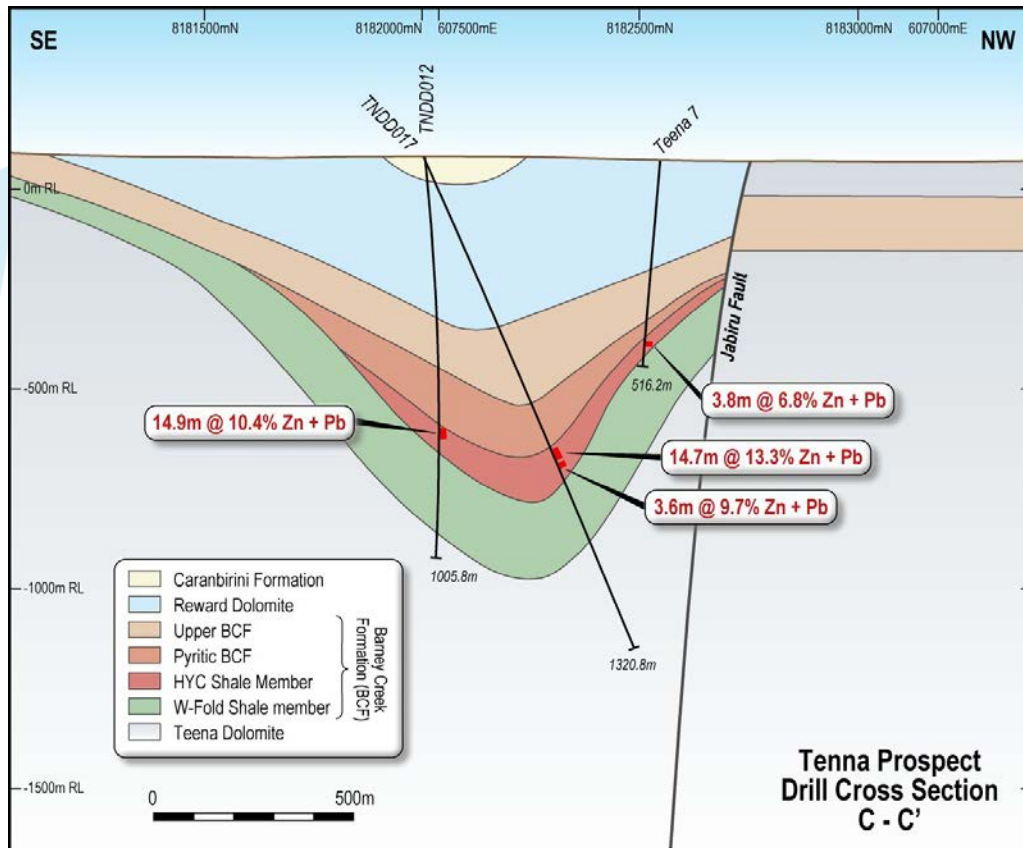 SE
8181500mN
8182000mN
607500mE
8182500mN
8183000mN
607000mE
NW
TNDD017
TNDD012
Teena 7
0m RL
Jabiru Fault
-500m RL
516.2m
3.8m @ 6.8% Zn + Pb
14.9m @ 10.4% Zn + Pb
14.7m @ 13.3% Zn + Pb
3.6m @ 9.7% Zn + Pb
1005.8m
-1000m RL
1320.8m
Caranbirini Formation
Reward Dolomite
Upper BCF
Pyritic BCF
HYC Shale Member
W-Fold Shale member
Teena Dolomite
Barney Creek
Formation (BCF)
-1500m RL
0
500m
Tenna Prospect
Drill Cross Section
C - C'